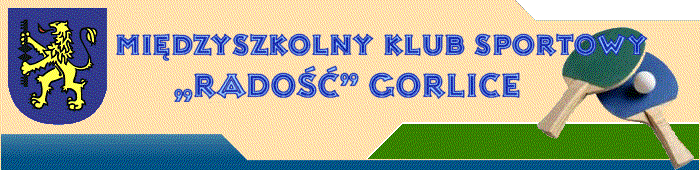 MIĘDZYSZKOLNY KLUB SPORTOWY
„RADOŚĆ” GORLICE